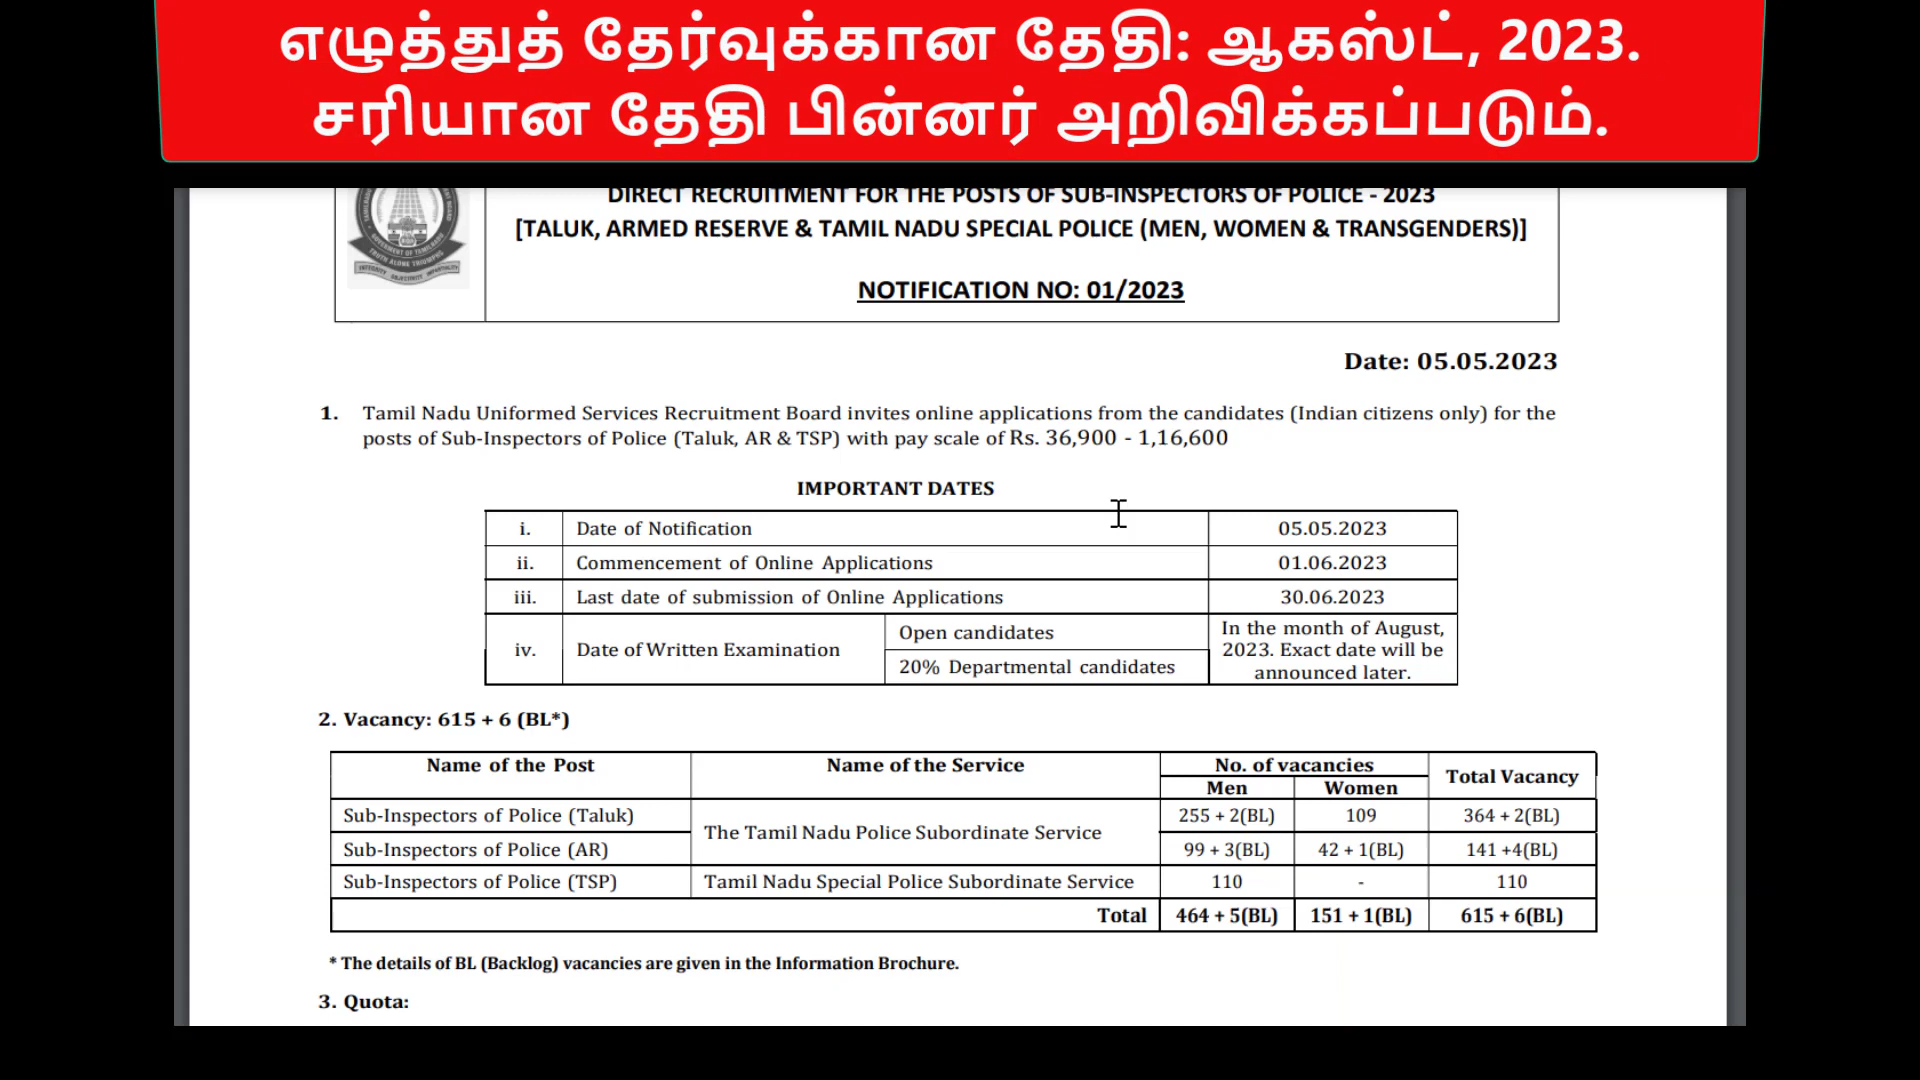 எழுத்துத் தேர்வுக்கான தேதி: ஆகஸ்ட், 2023.
சரியான தேதி பின்னர் அறிவிக்கப்படும்.
DIRECT RECRUITMENT FOR THE POSTS OF SUB-INSPECTORS OF POLICE - 2023
[TALUK, ARMED RESERVE & TAMIL NADU SPECIAL POLICE (MEN, WOMEN & TRANSGENDERS)]
GOVERNMENT OF TAMILNADU
TRUTH ALONE TRIUMPHS
INTEGRITY OBJECTIVITY IMPARTIALITY
NOTIFICATION NO: 01/2023
Date: 05.05.2023
1. Tamil Nadu Uniformed Services Recruitment Board invites online applications from the candidates (Indian citizens only) for the
posts of Sub-Inspectors of Police (Taluk, AR & TSP) with pay scale of Rs. 36,900 - 1,16,600
IMPORTANT DATES
i. Date of Notification 05.05.2023
ii. Commencement of Online Applications 01.06.2023
iii. Last date of submission of Online Applications 30.06.2023
iv. Date of Written Examination
Open candidates
20% Departmental candidates
In the month of August,
2023. Exact date will be
announced later.
2. Vacancy: 615 + 6 (BL*)
Name of the Post Name of the Service No. of vacancies Total Vacancy
Men Women
Sub-Inspectors of Police (Taluk) The Tamil Nadu Police Subordinate Service 255 + 2(BL) 109 364 + 2(BL)
Sub-Inspectors of Police (AR) 99 + 3(BL) 42 + 1(BL) 141 +4(BL)
Sub-Inspectors of Police (TSP) Tamil Nadu Special Police Subordinate Service 110 - 110
Total 464 + 5(BL) 151 + 1(BL) 615 + 6(BL)
* The details of BL (Backlog) vacancies are given in the Information Brochure.
3. Quota: